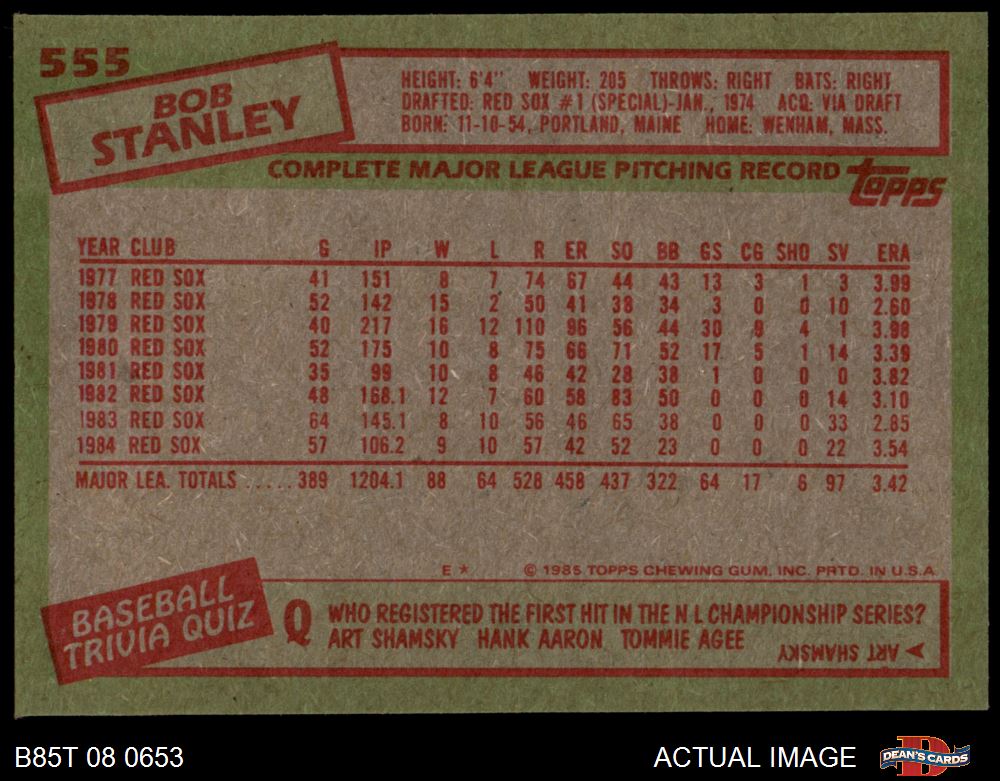 555
BOB
STANLEY
HEIGHT: 6'4" WEIGHT: 205 THROWS: RIGHT BATS: RIGHT
DRAFTED: RED SOX #1 (SPECIAL)-JAN., 1974 ACQ: VIA DRAFT
BORN: 11-10-54, PORTLAND, MAINE HOME: WENHAM, MASS.
COMPLETE MAJOR LEAGUE PITCHING RECORD topps
YEAR CLUB G IP W L R ER SO BB GS CG SHO SV ERA
1977 RED SOX 41 151 8 7 74 67 44 43 13 3 1 3 3.99
1978 RED SOX 52 142 15 2 50 41 38 34 3 0 0 10 2.60
1979 RED SOX 40 217 16 12 110 96 56 44 30 9 4 1 3.98
1980 RED SOX 52 175 10 8 75 66 71 52 17 5 1 14 3.39
1981 RED SOX 35 99 10 8 46 42 28 38 1 0 0 0 3.82
1982 RED SOX 48 168.1 12 7 60 58 83 50 0 0 0 14 3.10
1983 RED SOX 64 145.1 8 10 56 46 65 38 0 0 0 33 2.85
1984 RED SOX 57 106.2 9 10 57 42 52 23 0 0 0 22 3.54
MAJOR LEA. TOTALS ..... 389 1204.1 88 64 528 458 437 322 64 17 6 97 3.42
E * © 1985 TOPPS CHEWING GUM, INC. PRTD. IN U.S.A.
BASEBALL
TRIVIA QUIZ
Q WHO REGISTERED THE FIRST HIT IN THE N L CHAMPIONSHIP SERIES?
ART SHAMSKY HANK AARON TOMMIE AGEE
ART SHAMSKY
B85T 08 0653 ACTUAL IMAGE DEAN'S CARDS